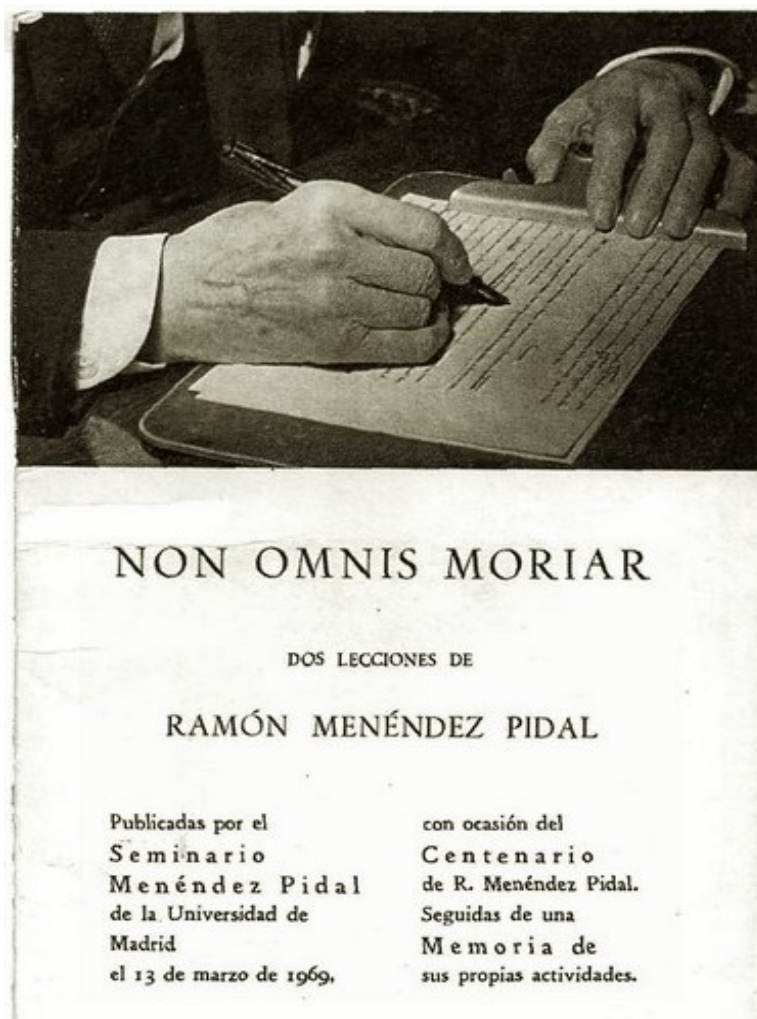 NON OMNIS MORIAR
DOS LECCIONES DE
RAMÓN MENÉNDEZ PIDAL
Publicadas por el
Seminario
Menéndez Pidal
de la Universidad de
Madrid
el 13 de marzo de 1969,
con ocasión del
Centenario
de R. Menéndez Pidal.
Seguidas de una
Memoria de
sus propias actividades.